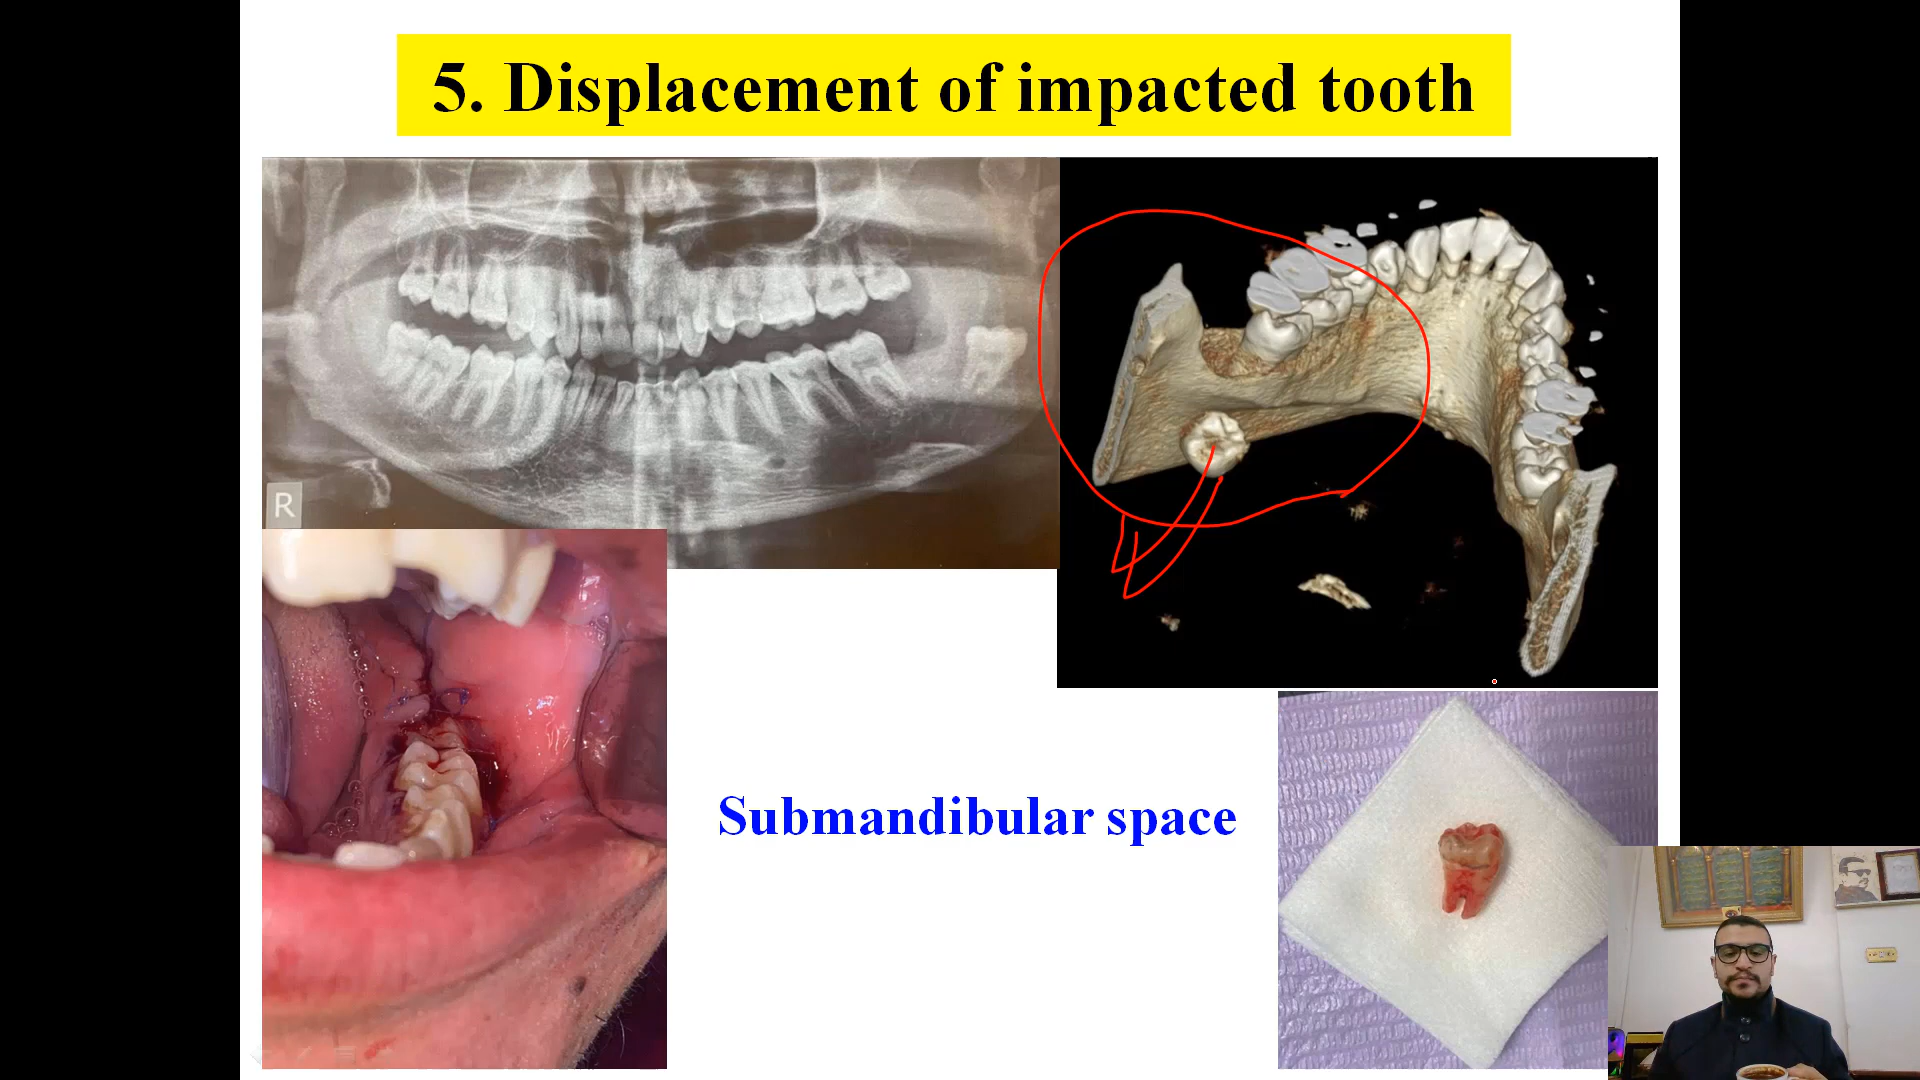 5. Displacement of impacted tooth
R
Submandibular space